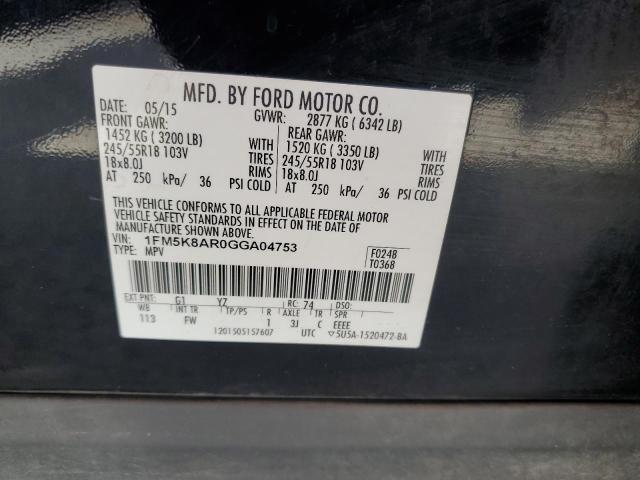 MFD. BY FORD MOTOR CO.
DATE: 05/15 GVWR: 2877 KG ( 6342 LB)
FRONT GAWR: REAR GAWR:
1452 KG ( 3200 LB) WITH 1520 KG ( 3350 LB) WITH
245/55R18 103V TIRES 245/55R18 103V TIRES
18x8.0J RIMS 18x8.0J RIMS
AT 250 kPa/ 36 PSI COLD AT 250 kPa/ 36 PSI COLD
THIS VEHICLE CONFORMS TO ALL APPLICABLE FEDERAL MOTOR
VEHICLE SAFETY STANDARDS IN EFFECT ON THE DATE OF
MANUFACTURE SHOWN ABOVE.
VIN: 1FM5K8AR0GGA04753 F0248
TYPE: MPV T0368
EXT PNT: G1 YZ RC: 74 DSO:
WB INT TR TP/PS R AXLE TR SPR
113 FW 1 3J C EEEE
1201505157607 UTC ▽5U5A-1520472-BA